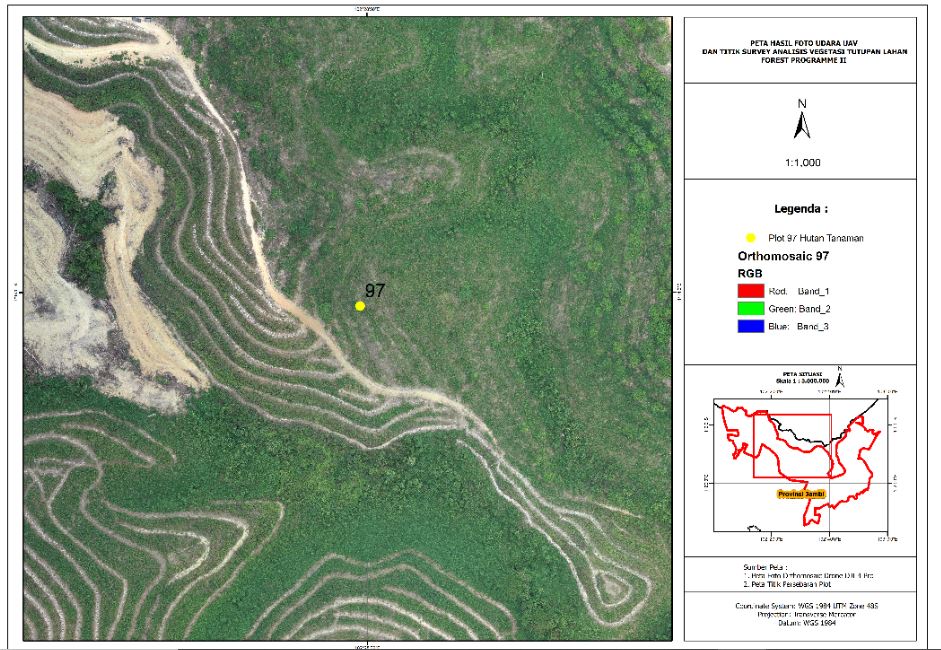 PETA HASIL FOTO UDARA UAV
DAN TITIK SURVEY ANALISIS VEGETASI TUTUPAN LAHAN
FOREST PROGRAMME II
N
1:1,000
Legenda :
Plot 97 Hutan Tanaman
Orthomosaic 97
RGB
Red: Band_1
Green: Band_2
Blue: Band_3
97
PETA SITUASI
N
Skala 1 : 3.000.000
Provinsi Jambi
Sumber Peta :
1. Peta Foto Orthomosaic Drone DJI 4 Pro
2. Peta Titik Persebaran Plot
Coordinate System: WGS 1984 UTM Zone 48S
Projection: Transverse Mercator
Datum: WGS 1984